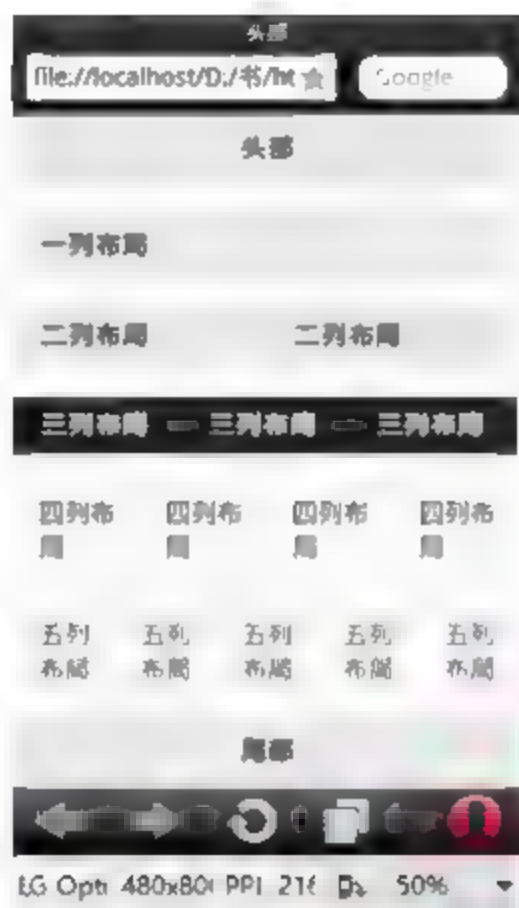 头部
file://localhost/D:/书/ht Google
头部
一列布局
二列布局 二列布局
三列布局 三列布局 三列布局
四列布 四列布 四列布 四列布
局 局 局 局
五列 五列 五列 五列 五列
布局 布局 布局 布局 布局
尾部
LG Opti 480x80 PPI 216 50%